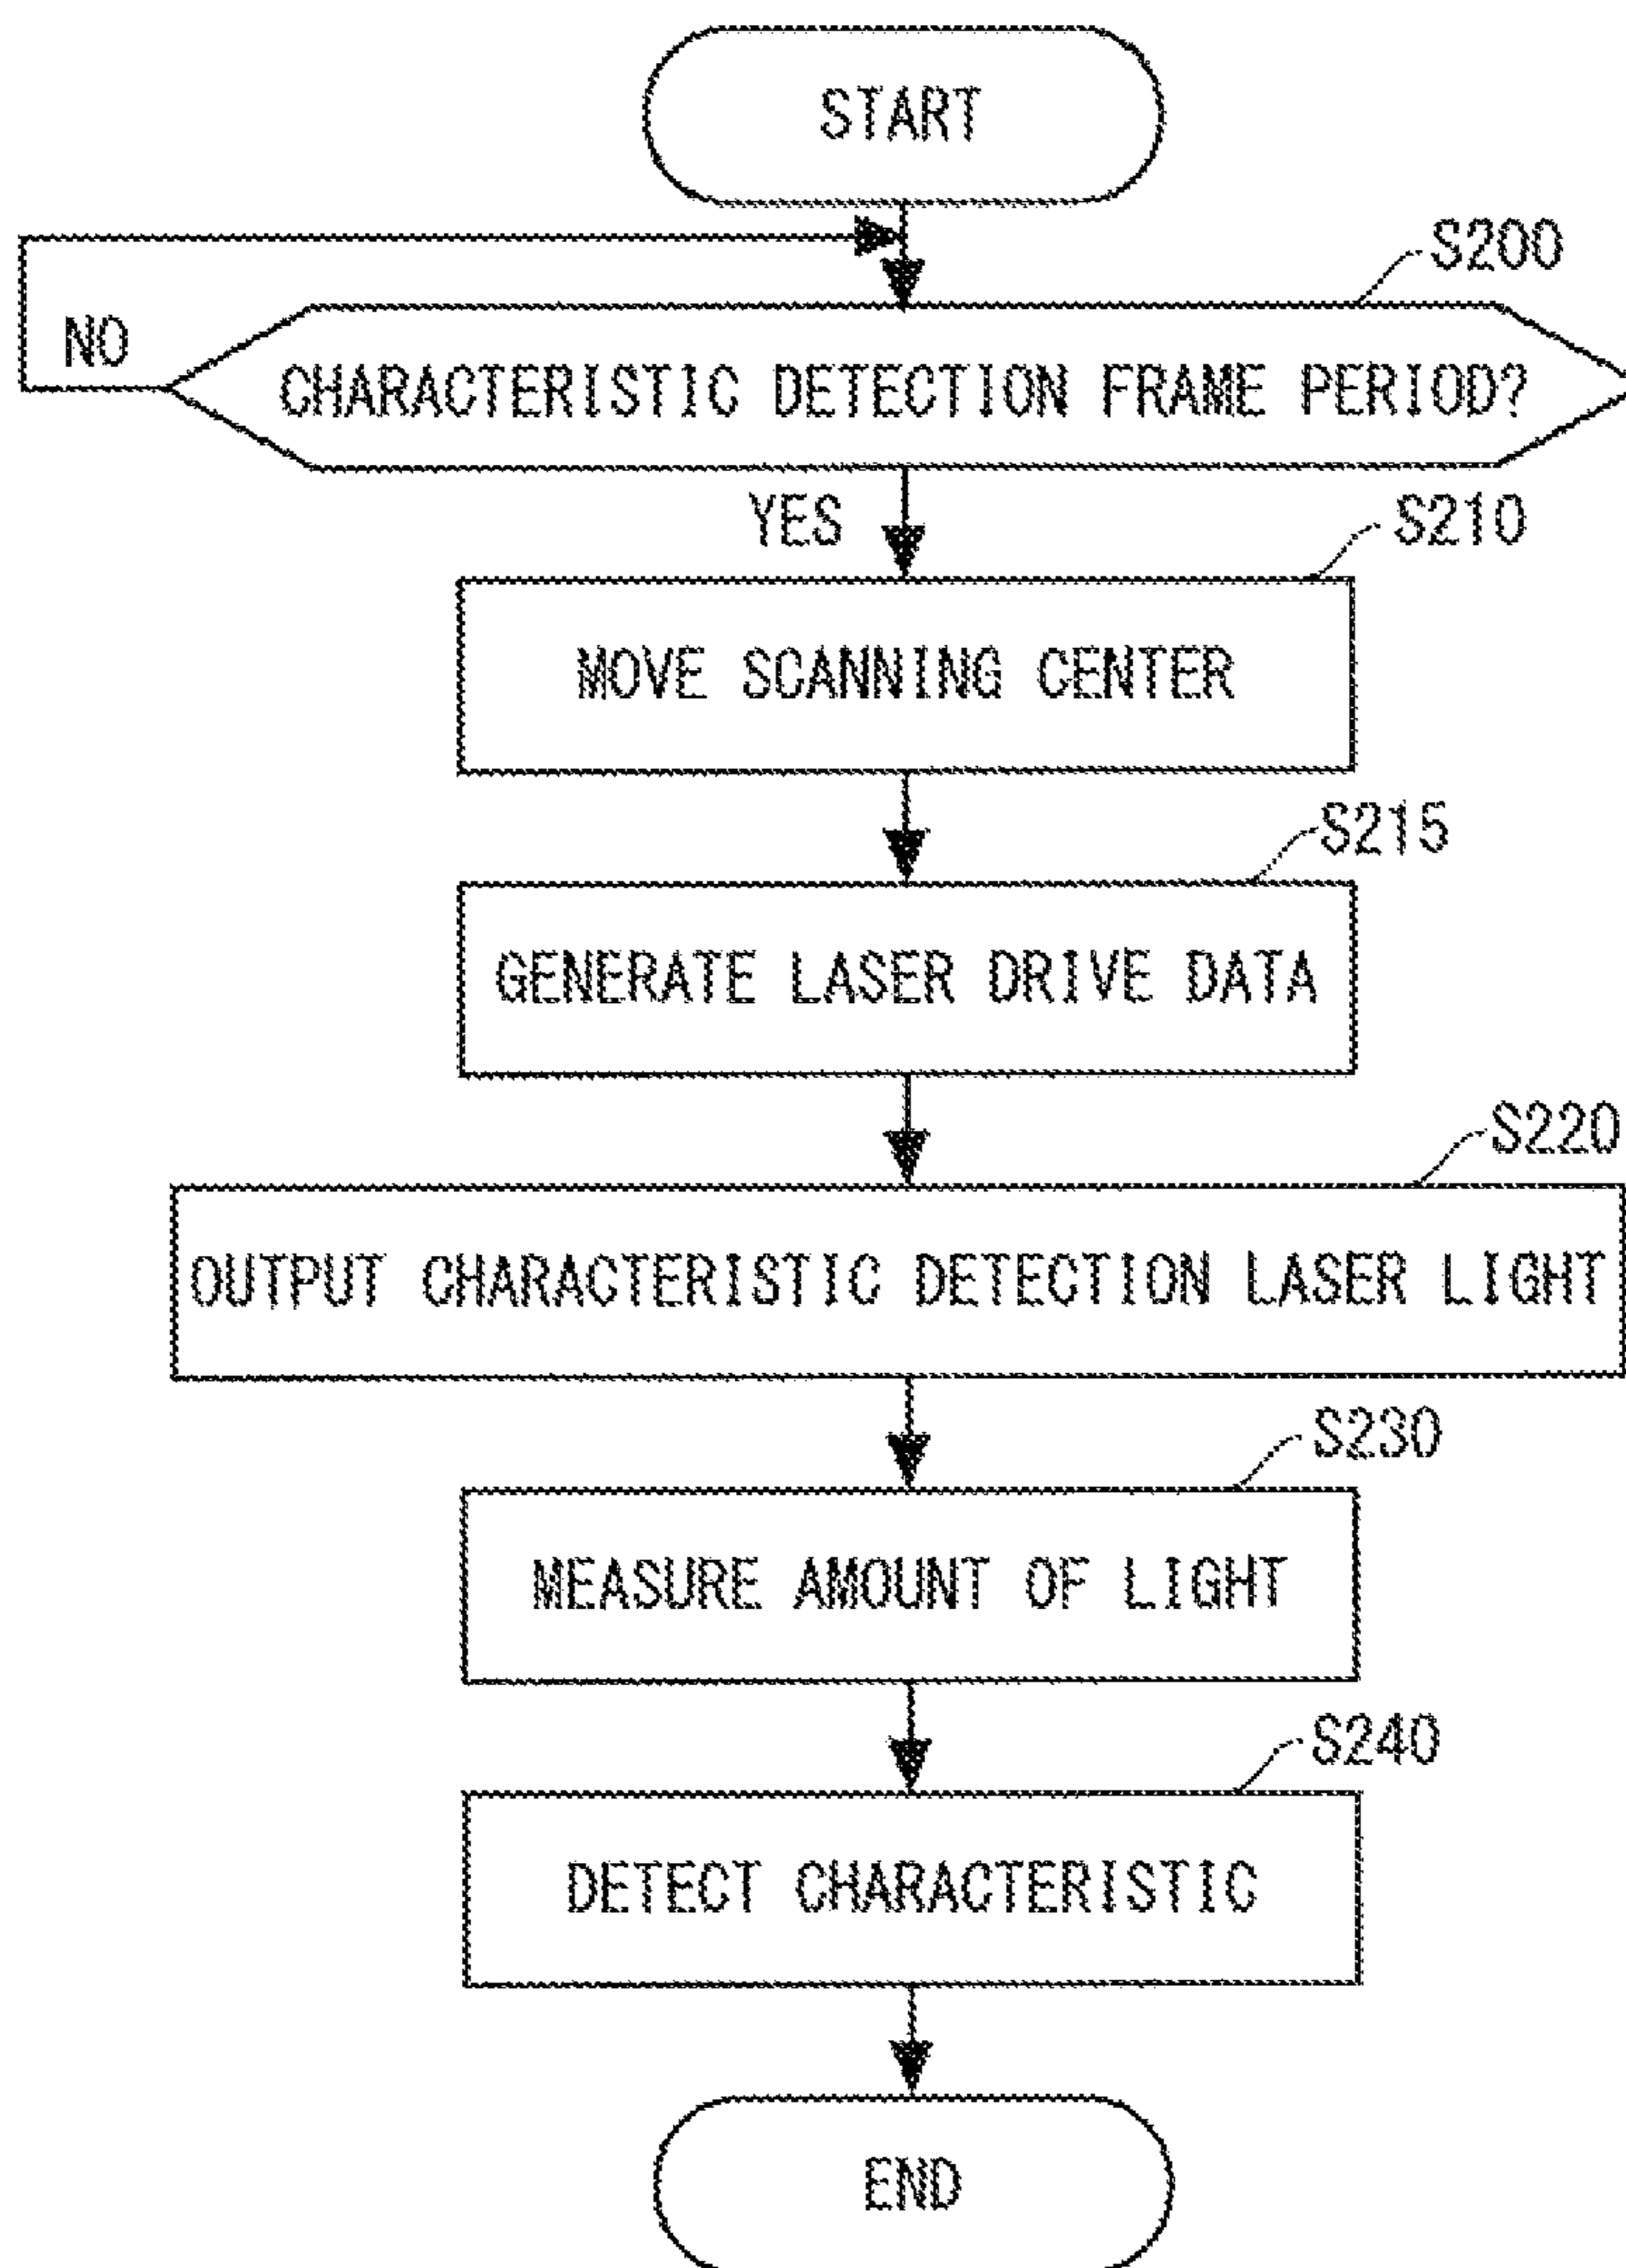 START
S200
NO
CHARACTERISTIC DETECTION FRAME PERIOD?
YES
S210
MOVE SCANNING CENTER
S215
GENERATE LASER DRIVE DATA
S220
OUTPUT CHARACTERISTIC DETECTION LASER LIGHT
S230
MEASURE AMOUNT OF LIGHT
S240
DETECT CHARACTERISTIC
END